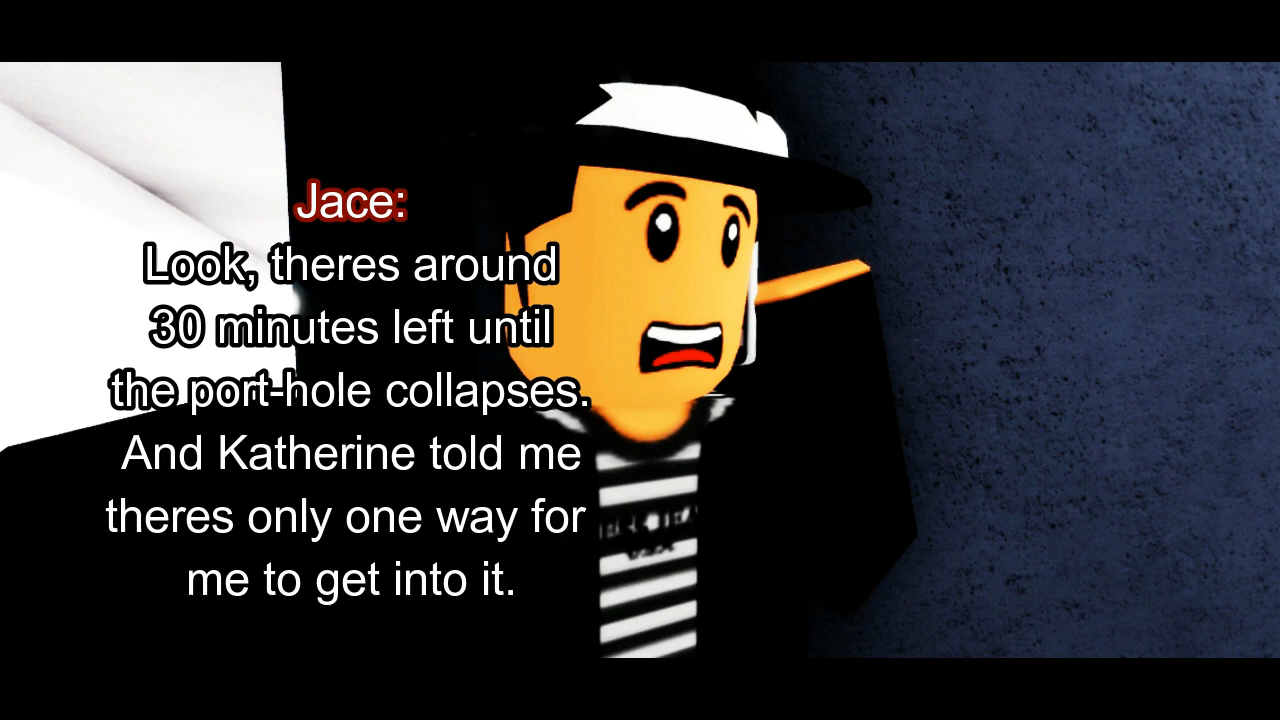 Jace:
Look, theres around
30 minutes left until
the port-hole collapses.
And Katherine told me
theres only one way for
me to get into it.